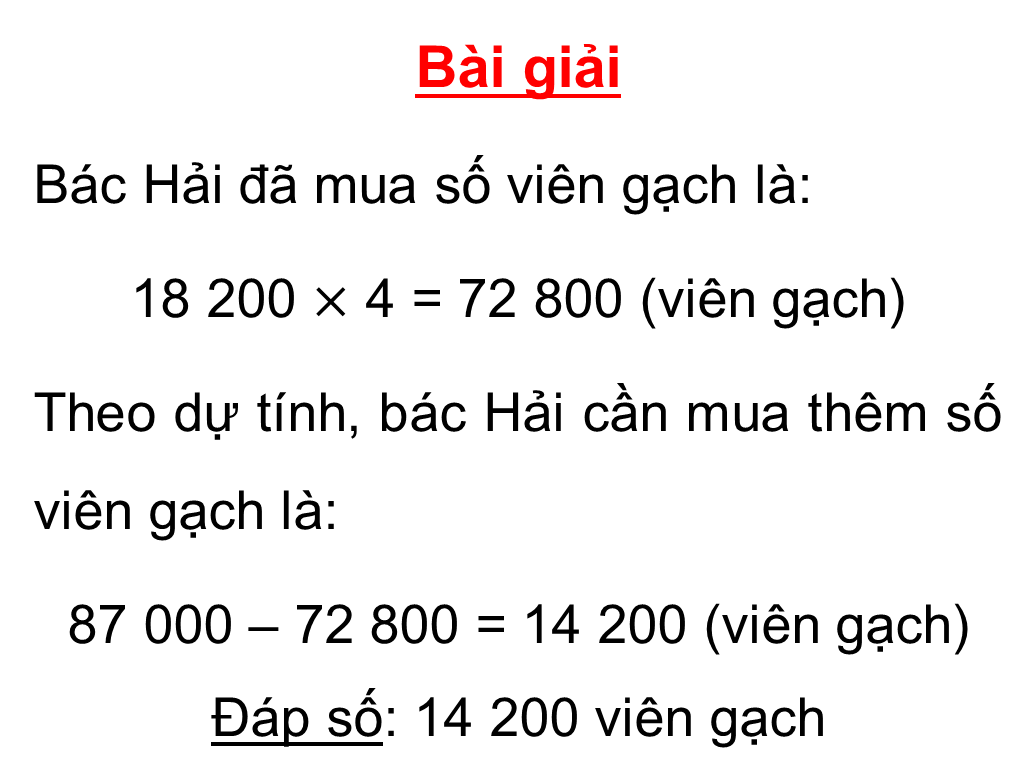 Bài giải
Bác Hải đã mua số viên gạch là:
18 200 × 4 = 72 800 (viên gạch)
Theo dự tính, bác Hải cần mua thêm số
viên gạch là:
87 000 – 72 800 = 14 200 (viên gạch)
Đáp số: 14 200 viên gạch